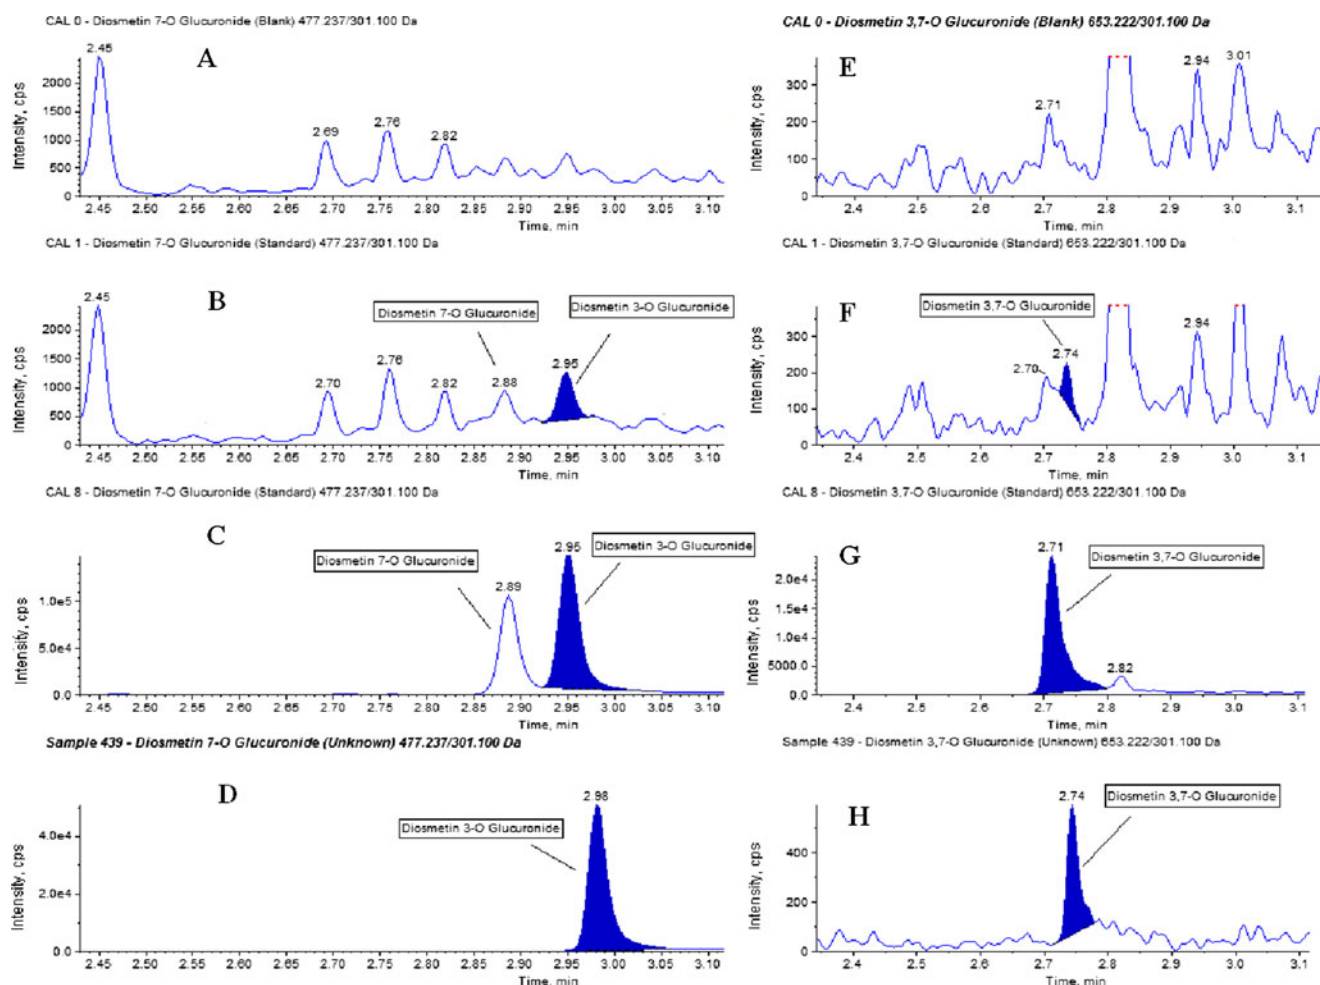 CAL 0 - Diosmetin 7-O Glucuronide (Blank) 477.237/301.100 Da
A
2.45
2.69
2.76
2.82
Intensity, cps
2000
1500
1000
500
0
2.45 2.50 2.55 2.60 2.65 2.70 2.75 2.80 2.85 2.90 2.95 3.00 3.05 3.10
Time, min
CAL 0 - Diosmetin 3,7-O Glucuronide (Blank) 653.222/301.100 Da
E
2.71
2.94
3.01
Intensity, cps
300
200
100
0
2.4 2.5 2.6 2.7 2.8 2.9 3.0 3.1
Time, min
CAL 1 - Diosmetin 7-O Glucuronide (Standard) 477.237/301.100 Da
B
Diosmetin 7-O Glucuronide
Diosmetin 3-O Glucuronide
2.45
2.70
2.76
2.82
2.88
2.95
Intensity, cps
2000
1500
1000
500
0
2.45 2.50 2.55 2.60 2.65 2.70 2.75 2.80 2.85 2.90 2.95 3.00 3.05 3.10
Time, min
CAL 1 - Diosmetin 3,7-O Glucuronide (Standard) 653.222/301.100 Da
F
Diosmetin 3,7-O Glucuronide
2.70
2.74
2.94
Intensity, cps
300
200
100
0
2.4 2.5 2.6 2.7 2.8 2.9 3.0 3.1
Time, min
CAL 8 - Diosmetin 7-O Glucuronide (Standard) 477.237/301.100 Da
C
Diosmetin 7-O Glucuronide
Diosmetin 3-O Glucuronide
2.89
2.95
Intensity, cps
1.0e5
5.0e4
0.0
2.45 2.50 2.55 2.60 2.65 2.70 2.75 2.80 2.85 2.90 2.95 3.00 3.05 3.10
Time, min
CAL 8 - Diosmetin 3,7-O Glucuronide (Standard) 653.222/301.100 Da
G
Diosmetin 3,7-O Glucuronide
2.71
2.82
Intensity, cps
2.0e4
1.5e4
1.0e4
5000.0
0.0
2.4 2.5 2.6 2.7 2.8 2.9 3.0 3.1
Time, min
Sample 439 - Diosmetin 7-O Glucuronide (Unknown) 477.237/301.100 Da
D
Diosmetin 3-O Glucuronide
2.98
Intensity, cps
4.0e4
2.0e4
0.0
2.45 2.50 2.55 2.60 2.65 2.70 2.75 2.80 2.85 2.90 2.95 3.00 3.05 3.10
Time, min
Sample 439 - Diosmetin 3,7-O Glucuronide (Unknown) 653.222/301.100 Da
H
Diosmetin 3,7-O Glucuronide
2.74
Intensity, cps
400
200
0
2.4 2.5 2.6 2.7 2.8 2.9 3.0 3.1
Time, min